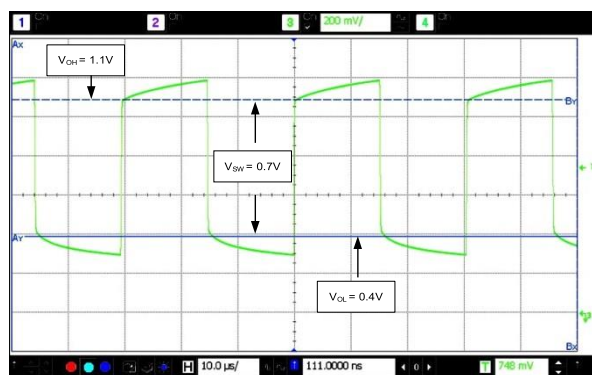 1 2 3 200 mV/ 4
Ax
VOH = 1.1V
By
VSW = 0.7V
Ay
VOL = 0.4V
Bx
H 10.0 µs/ 111.0000 ns 0 T 748 mV